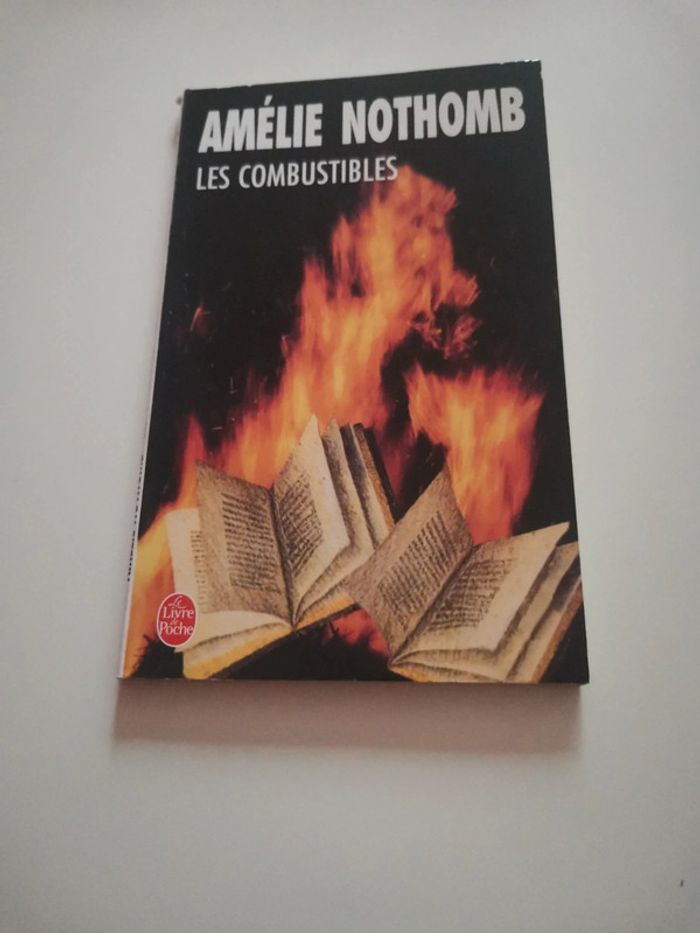 AMÉLIE NOTHOMB
LES COMBUSTIBLES
Le
Livre
de
Poche